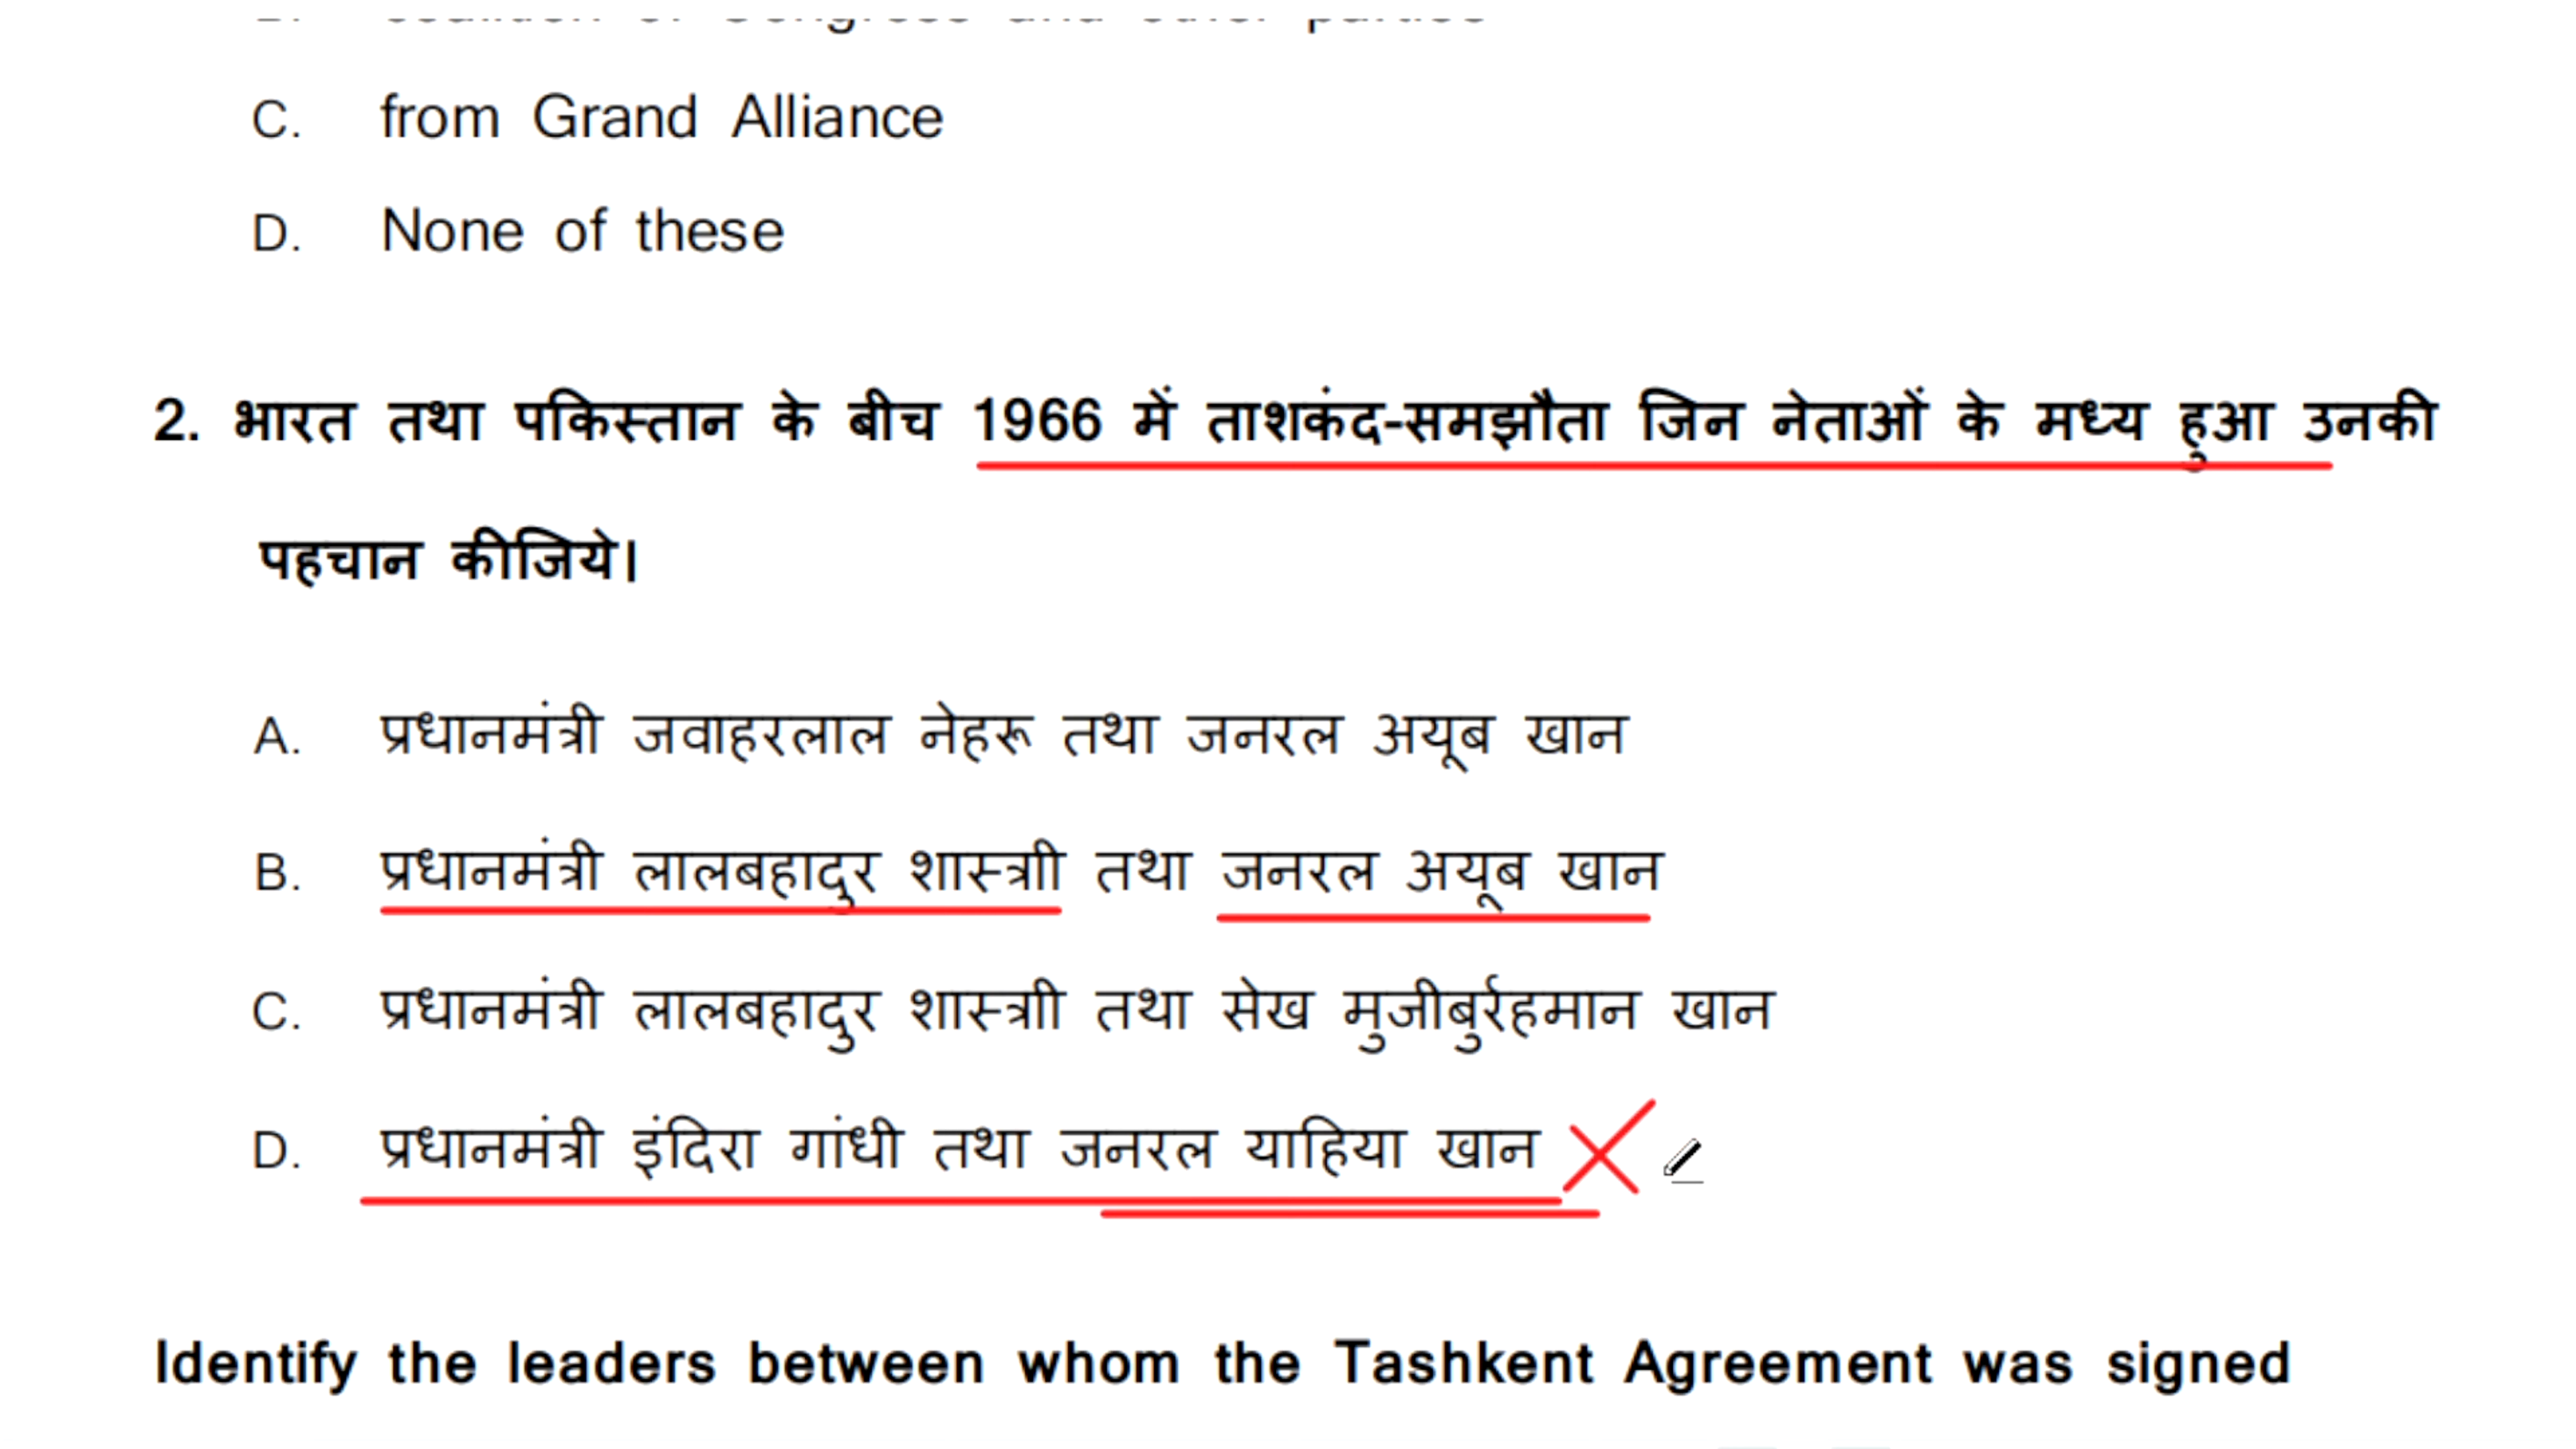 C. from Grand Alliance
D. None of these
2. भारत तथा पकिस्तान के बीच 1966 में ताशकंद-समझौता जिन नेताओं के मध्य हुआ उनकी
पहचान कीजिये।
A. प्रधानमंत्री जवाहरलाल नेहरू तथा जनरल अयूब खान
B. प्रधानमंत्री लालबहादुर शास्त्राी तथा जनरल अयूब खान
C. प्रधानमंत्री लालबहादुर शास्त्राी तथा सेख मुजीबुर्रहमान खान
D. प्रधानमंत्री इंदिरा गांधी तथा जनरल याहिया खान
Identify the leaders between whom the Tashkent Agreement was signed